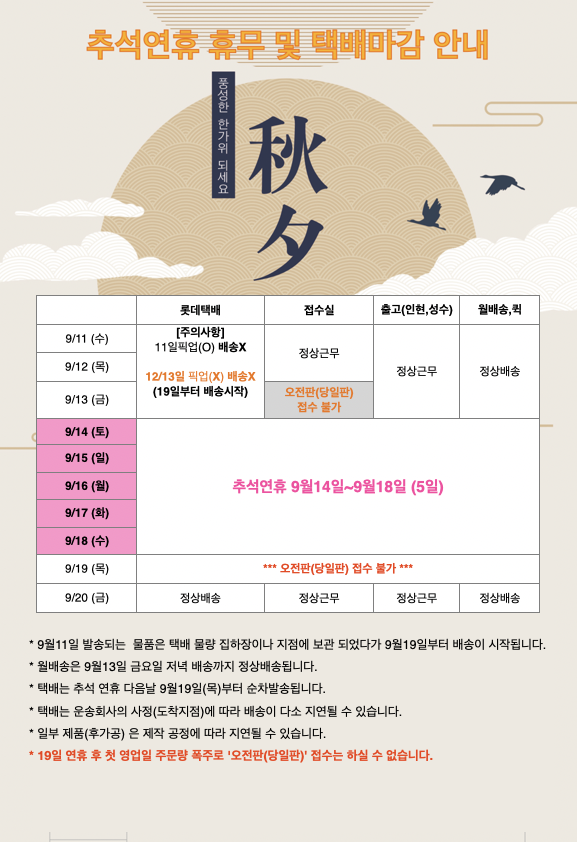 추석연휴 휴무 및 택배마감 안내
풍성한 한가위 되세요
秋
夕
롯데택배 접수실 출고(인현,성수) 월배송,퀵
9/11 (수)
9/12 (목)
9/13 (금)
[주의사항]
11일픽업(O) 배송X
12/13일 픽업(X) 배송X
(19일부터 배송시작)
정상근무
오전판(당일판)
접수 불가
정상근무
정상배송
9/14 (토)
9/15 (일)
9/16 (월)
9/17 (화)
9/18 (수)
추석연휴 9월14일~9월18일 (5일)
9/19 (목) *** 오전판(당일판) 접수 불가 ***
9/20 (금) 정상배송 정상근무 정상근무 정상배송
* 9월11일 발송되는 물품은 택배 물량 집하장이나 지점에 보관 되었다가 9월19일부터 배송이 시작됩니다.
* 월배송은 9월13일 금요일 저녁 배송까지 정상배송됩니다.
* 택배는 추석 연휴 다음날 9월19일(목)부터 순차발송됩니다.
* 택배는 운송회사의 사정(도착지점)에 따라 배송이 다소 지연될 수 있습니다.
* 일부 제품(후가공) 은 제작 공정에 따라 지연될 수 있습니다.
* 19일 연휴 후 첫 영업일 주문량 폭주로 '오전판(당일판)' 접수는 하실 수 없습니다.